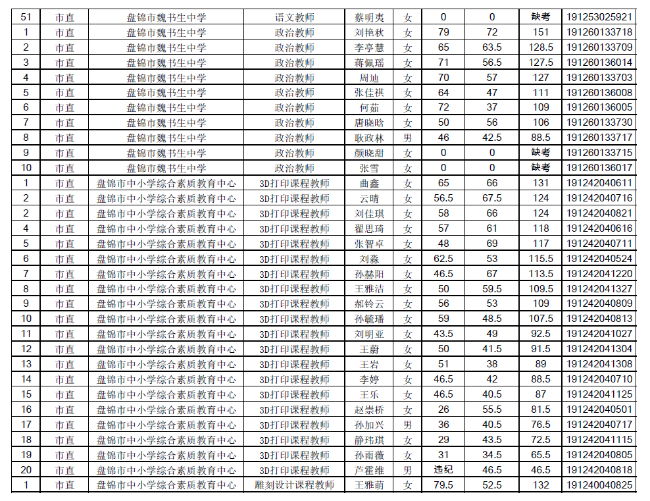 51 市直 盘锦市魏书生中学 语文教师 蔡明夷 女 0 0 缺考 191253025921
1 市直 盘锦市魏书生中学 政治教师 刘艳秋 女 79 72 151 191260133718
2 市直 盘锦市魏书生中学 政治教师 李亭慧 女 65 63.5 128.5 191260133709
3 市直 盘锦市魏书生中学 政治教师 蒋佩瑶 女 71 56.5 127.5 191260136014
4 市直 盘锦市魏书生中学 政治教师 周地 女 70 57 127 191260133703
5 市直 盘锦市魏书生中学 政治教师 张佳祺 女 64 47 111 191260136008
6 市直 盘锦市魏书生中学 政治教师 何茹 女 72 37 109 191260136005
7 市直 盘锦市魏书生中学 政治教师 唐晓晗 女 50 56 106 191260133730
8 市直 盘锦市魏书生中学 政治教师 耿政林 男 46 42.5 88.5 191260133717
9 市直 盘锦市魏书生中学 政治教师 颜晓甜 女 0 0 缺考 191260133715
10 市直 盘锦市魏书生中学 政治教师 张雪 女 0 0 缺考 191260136017
1 市直 盘锦市中小学综合素质教育中心 3D打印课程教师 曲鑫 女 65 66 131 191242040611
2 市直 盘锦市中小学综合素质教育中心 3D打印课程教师 云晴 女 56.5 67.5 124 191242040716
2 市直 盘锦市中小学综合素质教育中心 3D打印课程教师 刘佳琪 女 58 66 124 191242040821
4 市直 盘锦市中小学综合素质教育中心 3D打印课程教师 翟思琦 女 57 61 118 191242040616
5 市直 盘锦市中小学综合素质教育中心 3D打印课程教师 张智卓 女 48 69 117 191242040711
6 市直 盘锦市中小学综合素质教育中心 3D打印课程教师 刘淼 女 62.5 53 115.5 191242040524
7 市直 盘锦市中小学综合素质教育中心 3D打印课程教师 孙赫阳 女 46.5 67 113.5 191242041220
8 市直 盘锦市中小学综合素质教育中心 3D打印课程教师 王雅洁 女 50 59.5 109.5 191242041327
9 市直 盘锦市中小学综合素质教育中心 3D打印课程教师 郝铃云 女 56 53 109 191242040809
10 市直 盘锦市中小学综合素质教育中心 3D打印课程教师 孙毓璠 女 59 48.5 107.5 191242040813
11 市直 盘锦市中小学综合素质教育中心 3D打印课程教师 刘明亚 女 43.5 49 92.5 191242041027
12 市直 盘锦市中小学综合素质教育中心 3D打印课程教师 王蔚 女 50 41.5 91.5 191242041304
13 市直 盘锦市中小学综合素质教育中心 3D打印课程教师 王岩 女 51 38 89 191242041308
14 市直 盘锦市中小学综合素质教育中心 3D打印课程教师 李婷 女 46.5 42 88.5 191242040710
15 市直 盘锦市中小学综合素质教育中心 3D打印课程教师 王乐 女 46.5 40.5 87 191242041125
16 市直 盘锦市中小学综合素质教育中心 3D打印课程教师 赵崇桥 女 26 55.5 81.5 191242040501
17 市直 盘锦市中小学综合素质教育中心 3D打印课程教师 孙加兴 男 36 40.5 76.5 191242040717
18 市直 盘锦市中小学综合素质教育中心 3D打印课程教师 静玮琪 女 29 43.5 72.5 191242041115
19 市直 盘锦市中小学综合素质教育中心 3D打印课程教师 孙雨薇 女 31 34.5 65.5 191242040805
20 市直 盘锦市中小学综合素质教育中心 3D打印课程教师 芦霍维 男 违纪 46.5 46.5 191242040818
1 市直 盘锦市中小学综合素质教育中心 雕刻设计课程教师 王雅萌 女 79.5 52.5 132 191240040825